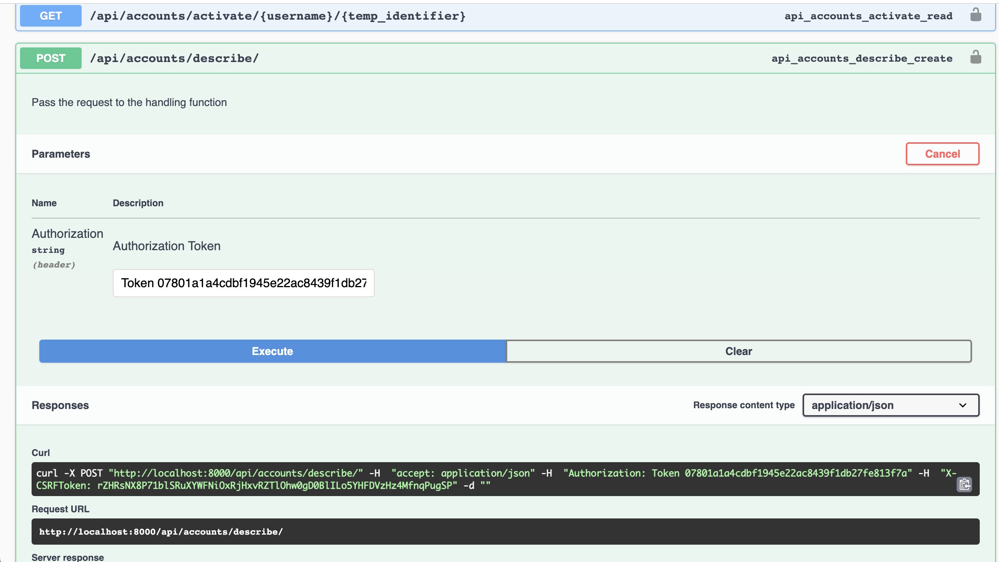 GET /api/accounts/activate/{username}/{temp_identifier} api_accounts_activate_read
POST /api/accounts/describe/ api_accounts_describe_create
Pass the request to the handling function
Parameters Cancel
Name Description
Authorization
string
(header)
Authorization Token
Token 07801a1a4cdbf1945e22ac8439f1db27
Execute Clear
Responses Response content type application/json
Curl
curl -X POST "http://localhost:8000/api/accounts/describe/" -H  "accept: application/json" -H  "Authorization: Token 07801a1a4cdbf1945e22ac8439f1db27fe813f7a" -H  "X-
CSRFToken: rZHRsNX8P71blSRuXYWFNiOxRjHxvRZTlOhw0gD0BlILo5YHFDVzHz4MfnqPugSP" -d ""
Request URL
http://localhost:8000/api/accounts/describe/
Server response